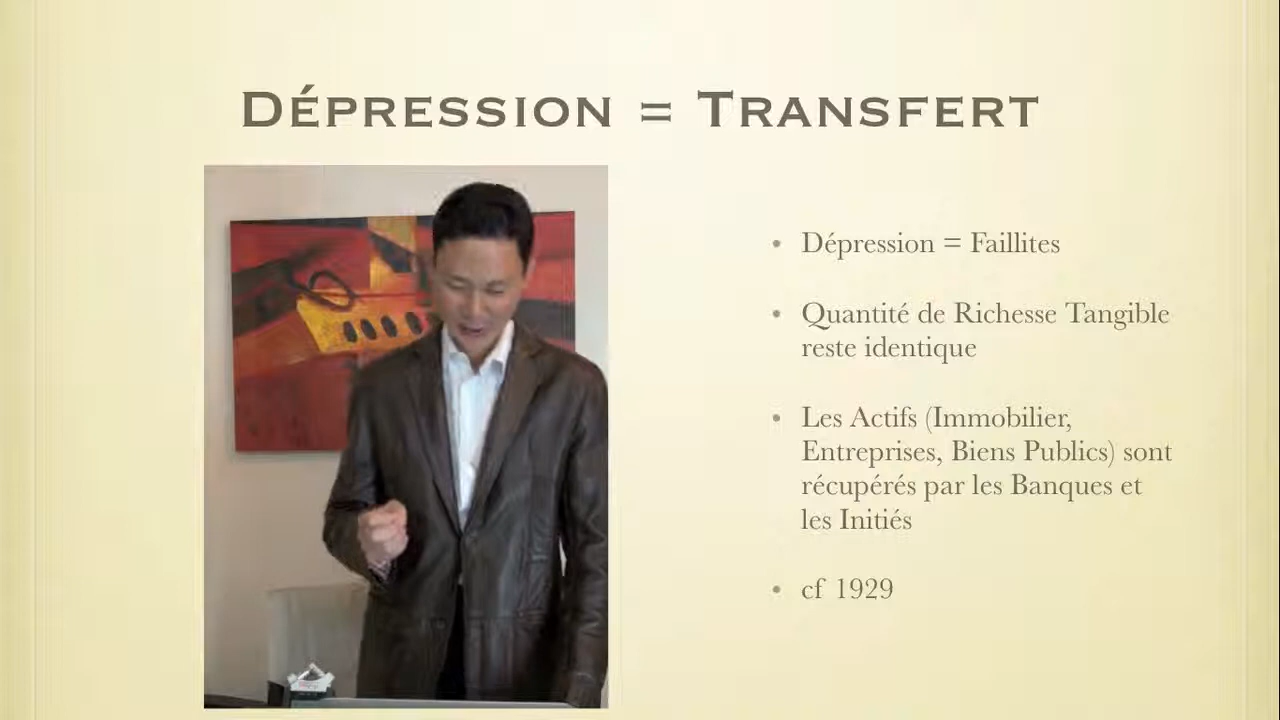 Dépression = Transfert
• Dépression = Faillites
• Quantité de Richesse Tangible
reste identique
• Les Actifs (Immobilier,
Entreprises, Biens Publics) sont
récupérés par les Banques et
les Initiés
• cf 1929